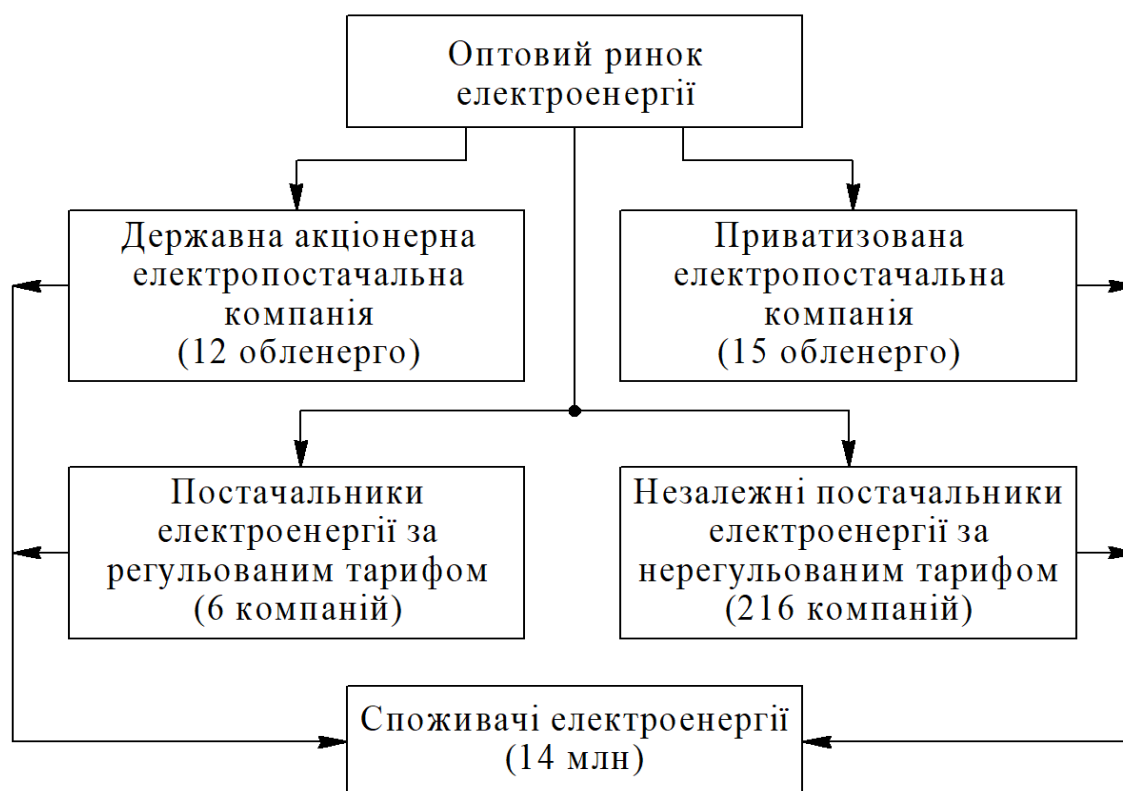 Оптовий ринок
електроенергії
Державна акціонерна
електропостачальна
компанія
(12 обленерго)
Приватизована
електропостачальна
компанія
(15 обленерго)
Постачальники
електроенергії за
регульованим тарифом
(6 компаній)
Незалежні постачальники
електроенергії за
нерегульованим тарифом
(216 компаній)
Споживачі електроенергії
(14 млн)